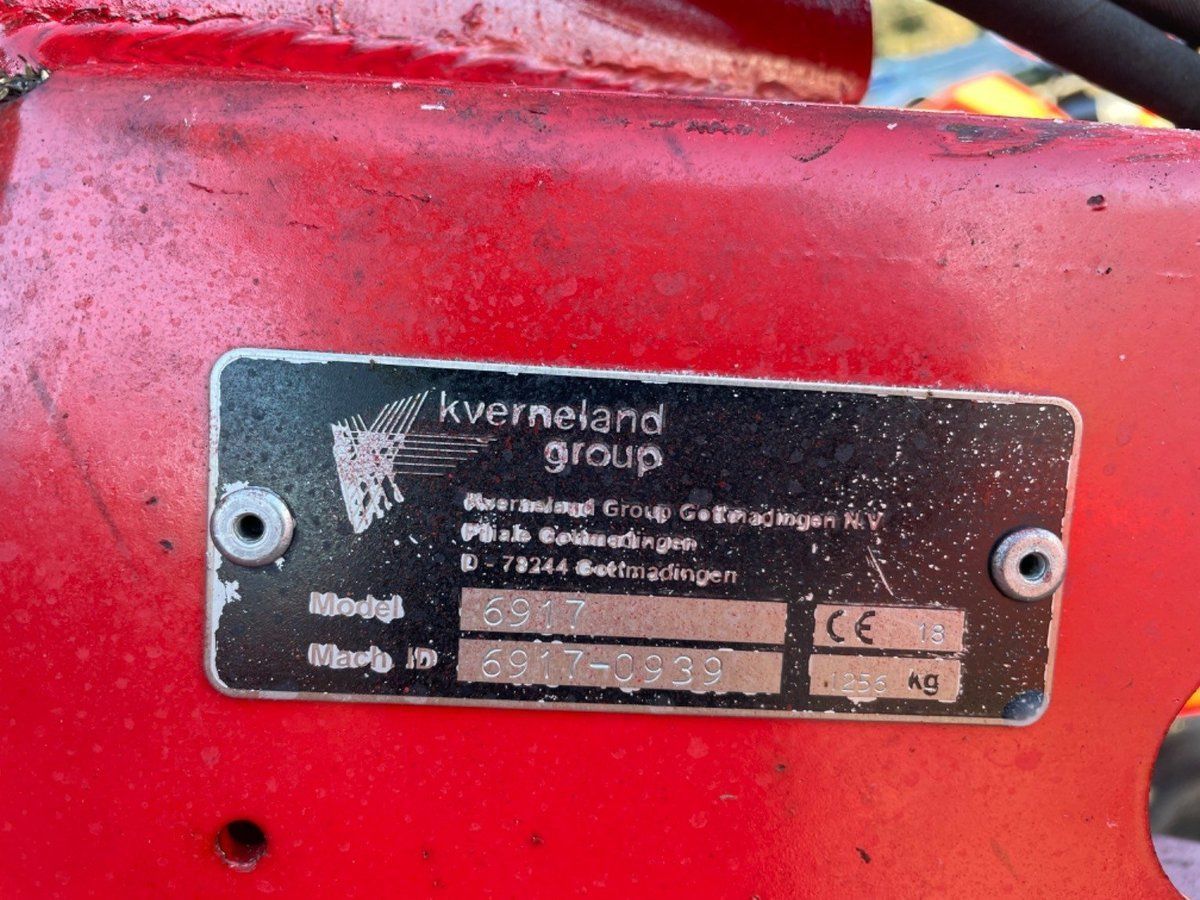 kverneland
group
Kverneland Group Gottmadingen N.V.
Filiale Gottmadingen
D - 78244 Gottmadingen
Model 6917 CE 18
Mach ID 6917-0939 1256 kg